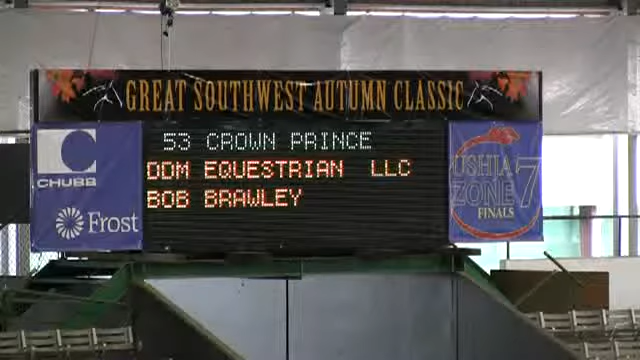 GREAT SOUTHWEST AUTUMN CLASSIC
CHUBB
Frost
53 CROWN PRINCE
DDM EQUESTRIAN LLC
BOB BRAWLEY
USHJA
ZONE 7
FINALS